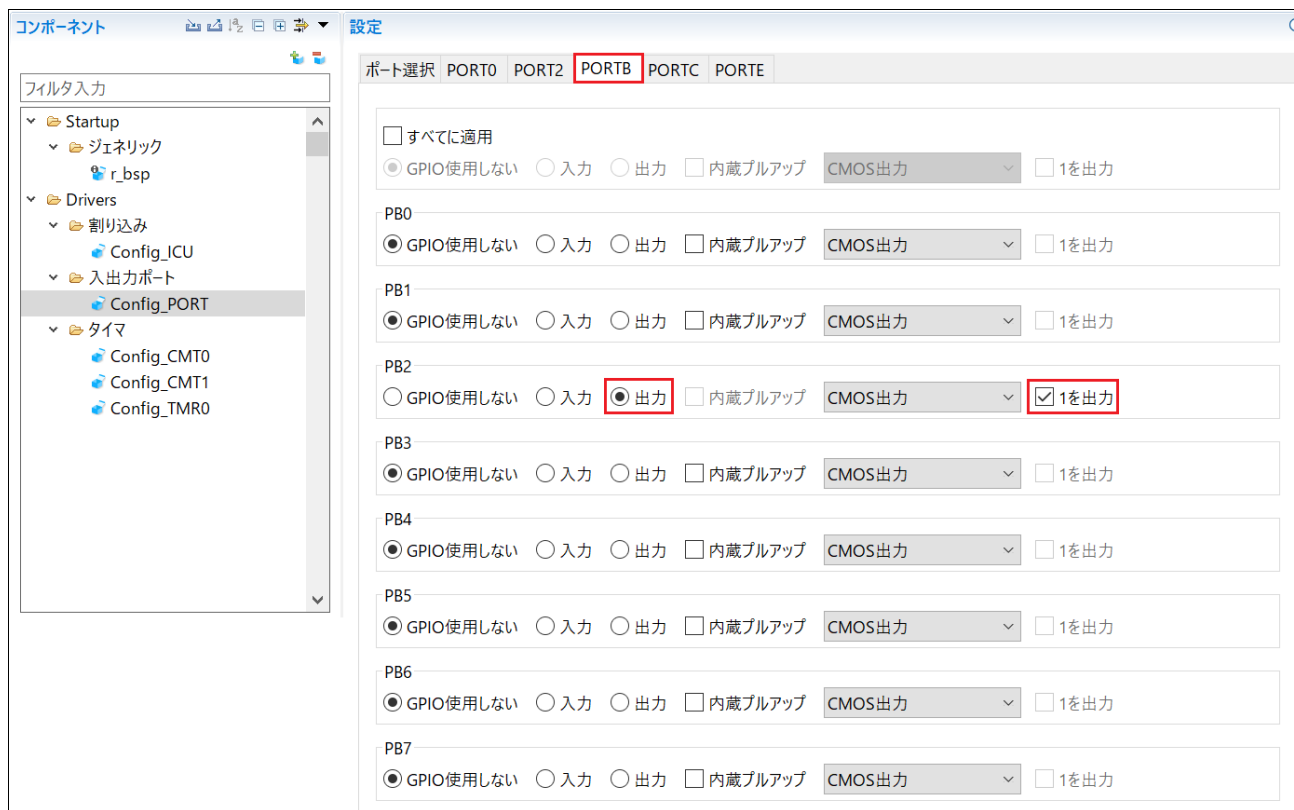 コンポーネント
設定
フィルタ入力
Startup
ジェネリック
r_bsp
Drivers
割り込み
Config_ICU
入出力ポート
Config_PORT
タイマ
Config_CMT0
Config_CMT1
Config_TMR0
ポート選択 PORT0 PORT2 PORTB PORTC PORTE
すべてに適用
GPIO使用しない 入力 出力 内蔵プルアップ CMOS出力 1を出力
PB0
GPIO使用しない 入力 出力 内蔵プルアップ CMOS出力 1を出力
PB1
GPIO使用しない 入力 出力 内蔵プルアップ CMOS出力 1を出力
PB2
GPIO使用しない 入力 出力 内蔵プルアップ CMOS出力 1を出力
PB3
GPIO使用しない 入力 出力 内蔵プルアップ CMOS出力 1を出力
PB4
GPIO使用しない 入力 出力 内蔵プルアップ CMOS出力 1を出力
PB5
GPIO使用しない 入力 出力 内蔵プルアップ CMOS出力 1を出力
PB6
GPIO使用しない 入力 出力 内蔵プルアップ CMOS出力 1を出力
PB7
GPIO使用しない 入力 出力 内蔵プルアップ CMOS出力 1を出力